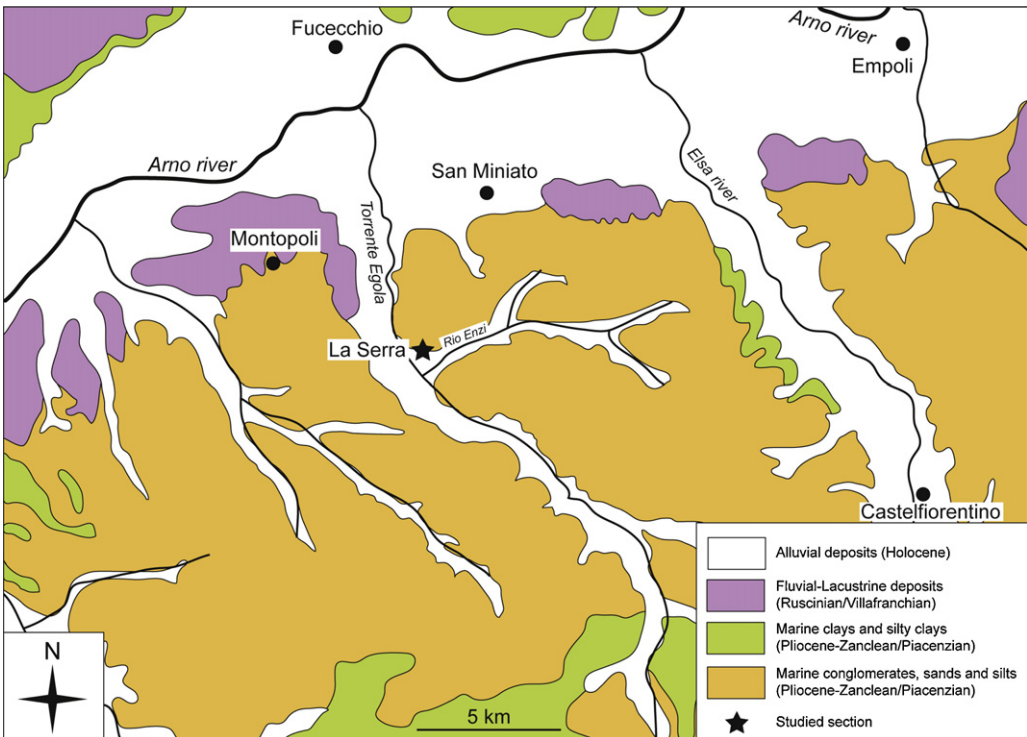 Fucecchio
Arno river
Empoli
Arno river
San Miniato
Elsa river
Torrente Egola
Montopoli
La Serra
Rio Enzi
Castelfiorentino
Alluvial deposits (Holocene)
Fluvial-Lacustrine deposits
(Ruscinian/Villafranchian)
Marine clays and silty clays
(Pliocene-Zanclean/Piacenzian)
Marine conglomerates, sands and silts
(Pliocene-Zanclean/Piacenzian)
Studied section
N
5 km